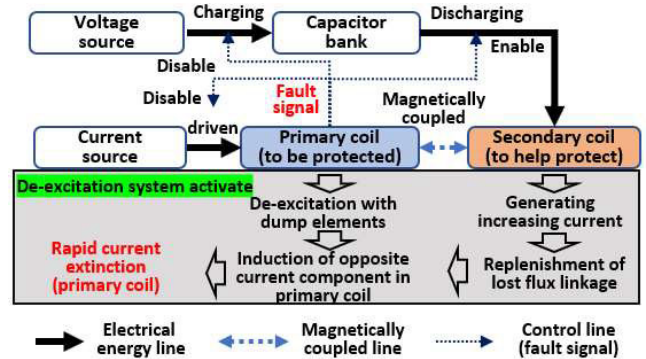 Voltage
source
Charging
Capacitor
bank
Discharging
Enable
Disable
Disable
Fault
signal
Magnetically
coupled
Current
source
driven
Primary coil
(to be protected)
Secondary coil
(to help protect)
De-excitation system activate
De-excitation with
dump elements
Generating
increasing current
Rapid current
extinction
(primary coil)
Induction of opposite
current component in
primary coil
Replenishment of
lost flux linkage
Electrical
energy line
Magnetically
coupled line
Control line
(fault signal)